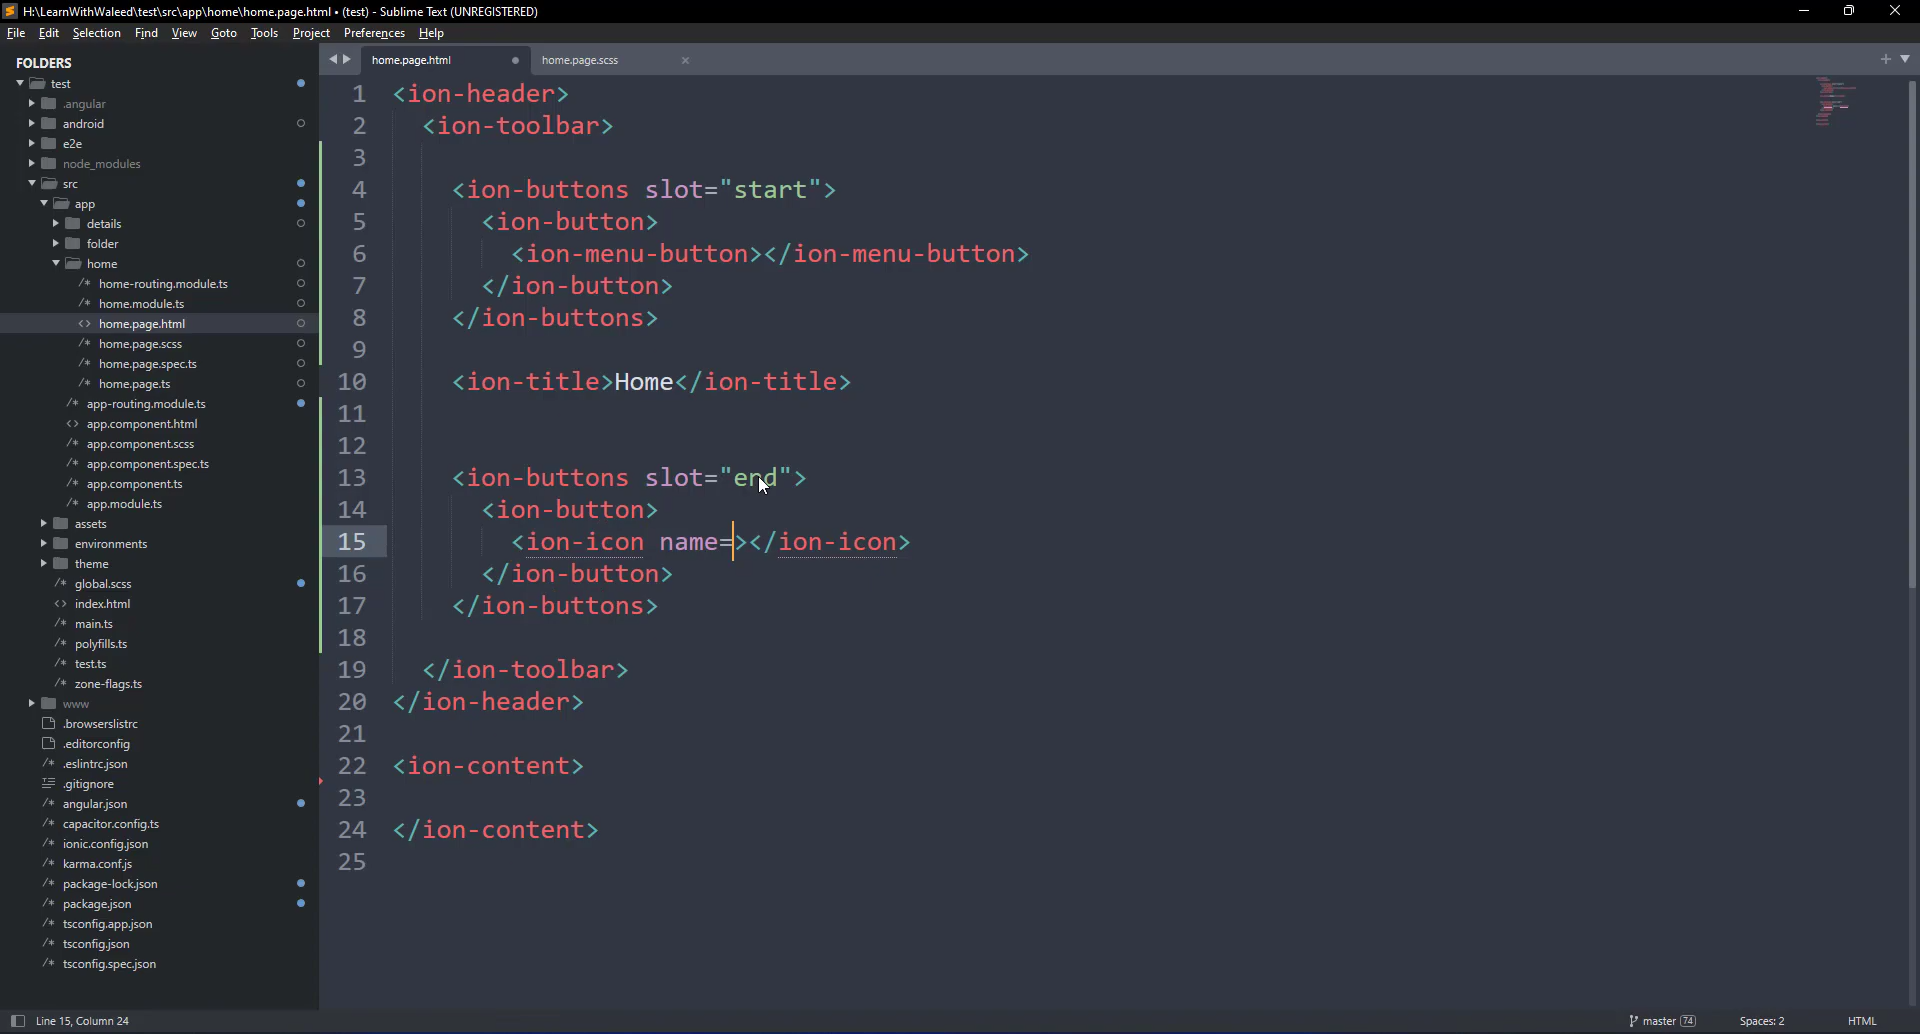 H:\LearnWithWaleed\test\src\app\home\home.page.html • (test) - Sublime Text (UNREGISTERED)
File Edit Selection Find View Goto Tools Project Preferences Help
FOLDERS
test
.angular
android
e2e
node_modules
src
app
details
folder
home
home-routing.module.ts
home.module.ts
home.page.html
home.page.scss
home.page.spec.ts
home.page.ts
app-routing.module.ts
app.component.html
app.component.scss
app.component.spec.ts
app.component.ts
app.module.ts
assets
environments
theme
global.scss
index.html
main.ts
polyfills.ts
test.ts
zone-flags.ts
www
.browserslistrc
.editorconfig
.eslintrc.json
.gitignore
angular.json
capacitor.config.ts
ionic.config.json
karma.conf.js
package-lock.json
package.json
tsconfig.app.json
tsconfig.json
tsconfig.spec.json
home.page.html home.page.scss
1 <ion-header>
2 <ion-toolbar>
3
4 <ion-buttons slot="start">
5 <ion-button>
6 <ion-menu-button></ion-menu-button>
7 </ion-button>
8 </ion-buttons>
9
10 <ion-title>Home</ion-title>
11
12
13 <ion-buttons slot="end">
14 <ion-button>
15 <ion-icon name=></ion-icon>
16 </ion-button>
17 </ion-buttons>
18
19 </ion-toolbar>
20 </ion-header>
21
22 <ion-content>
23
24 </ion-content>
25
Line 15, Column 24 master 74 Spaces: 2 HTML